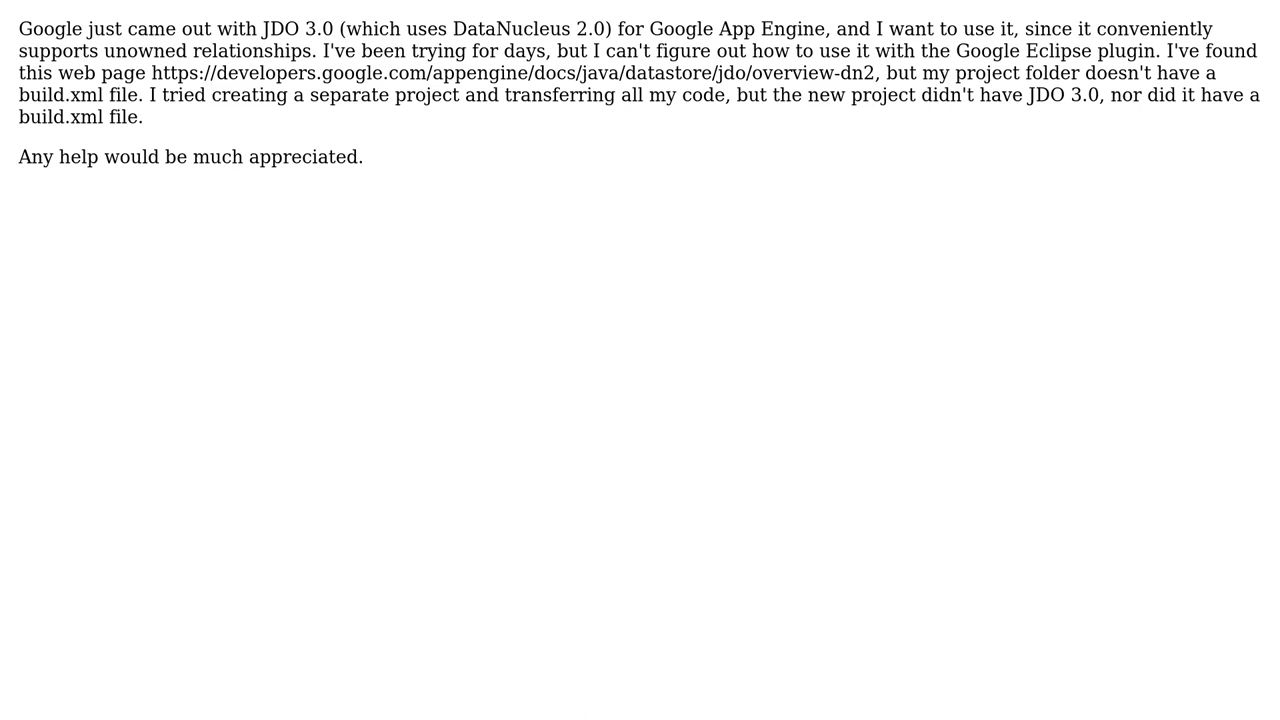 Google just came out with JDO 3.0 (which uses DataNucleus 2.0) for Google App Engine, and I want to use it, since it conveniently
supports unowned relationships. I've been trying for days, but I can't figure out how to use it with the Google Eclipse plugin. I've found
this web page https://developers.google.com/appengine/docs/java/datastore/jdo/overview-dn2, but my project folder doesn't have a
build.xml file. I tried creating a separate project and transferring all my code, but the new project didn't have JDO 3.0, nor did it have a
build.xml file.
Any help would be much appreciated.